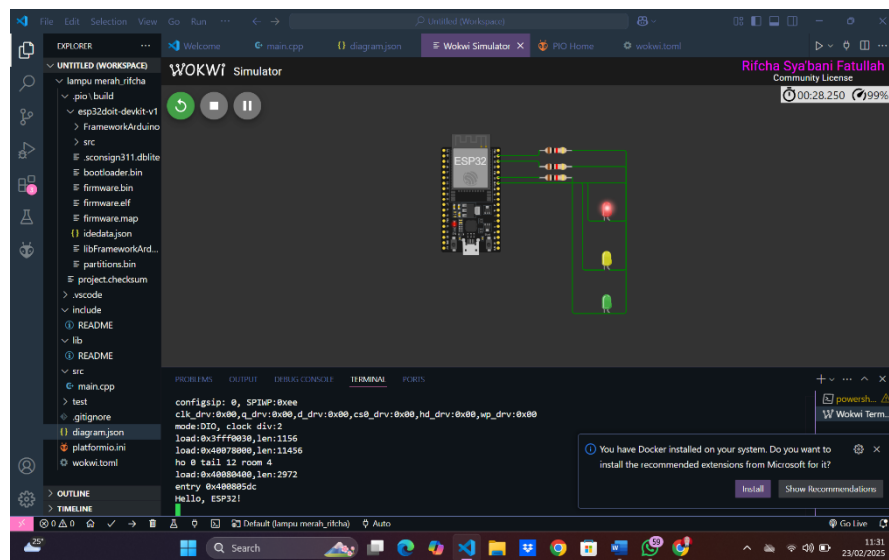 File Edit Selection View Go Run ...
Untitled (Workspace)
EXPLORER
Welcome
main.cpp
diagram.json
Wokwi Simulator
PIO Home
wokwi.toml
UNTITLED (WORKSPACE)
lampu merah_rifcha
.pio \ build
esp32doit-devkit-v1
FrameworkArduino
src
.sconsign311.dblite
bootloader.bin
firmware.bin
firmware.elf
firmware.map
idedata.json
libFrameworkArd...
partitions.bin
project.checksum
.vscode
include
README
lib
README
src
main.cpp
test
.gitignore
diagram.json
platformio.ini
wokwi.toml
OUTLINE
TIMELINE
WOKWI Simulator
Rifcha Sya'bani Fatullah
Community License
00:28.250 99%
ESP32
PROBLEMS OUTPUT DEBUG CONSOLE TERMINAL PORTS
configsip: 0, SPIWP:0xee
clk_drv:0x00,q_drv:0x00,d_drv:0x00,cs0_drv:0x00,hd_drv:0x00,wp_drv:0x00
mode:DIO, clock div:2
load:0x3fff0030,len:1156
load:0x40078000,len:11456
ho 0 tail 12 room 4
load:0x40080400,len:2972
entry 0x400805dc
Hello, ESP32!
powersh...
Wokwi Term...
You have Docker installed on your system. Do you want to
install the recommended extensions from Microsoft for it?
Install
Show Recommendations
0 0
Default (lampu merah_rifcha)
Auto
Go Live
25°
Search
59
11:31
23/02/2025